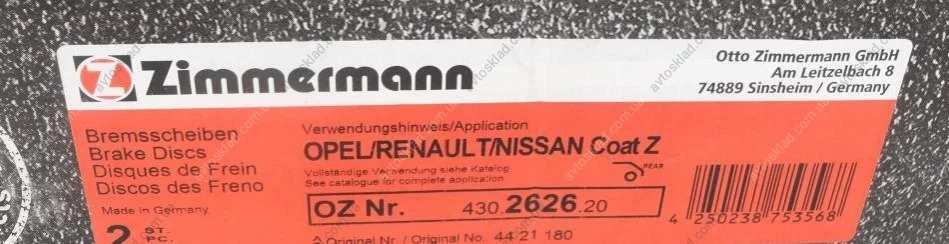 Zimmermann
Otto Zimmermann GmbH
Am Leitzelbach 8
74889 Sinsheim / Germany
Bremsscheiben
Brake Discs
Disques de Frein
Discos des Freno
Made in Germany
2 ST.
PC.
Verwendungshinweis/Application
OPEL/RENAULT/NISSAN Coat Z
Vollständige Verwendung siehe Katalog
See catalogue for complete application
REAR
OZ Nr. 430.2626.20
Original Nr. / Original No. 44 21 180
4 250238 753568